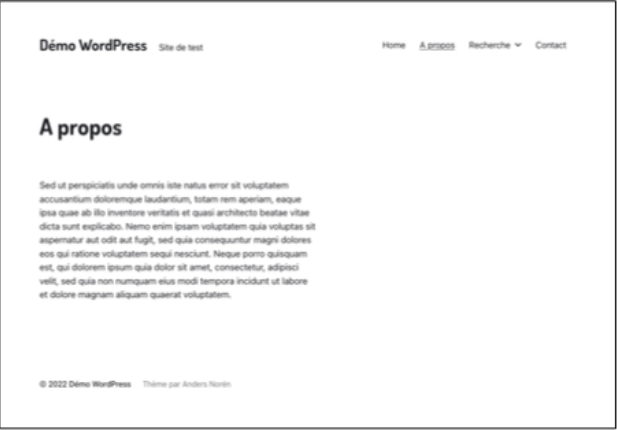 Démo WordPress Site de test Home A propos Recherche Contact
A propos
Sed ut perspiciatis unde omnis iste natus error sit voluptatem
accusantium doloremque laudantium, totam rem aperiam, eaque
ipsa quae ab illo inventore veritatis et quasi architecto beatae vitae
dicta sunt explicabo. Nemo enim ipsam voluptatem quia voluptas sit
aspernatur aut odit aut fugit, sed quia consequuntur magni dolores
eos qui ratione voluptatem sequi nesciunt. Neque porro quisquam
est, qui dolorem ipsum quia dolor sit amet, consectetur, adipisci
velit, sed quia non numquam eius modi tempora incidunt ut labore
et dolore magnam aliquam quaerat voluptatem.
© 2022 Démo WordPress Thème par Anders Norén